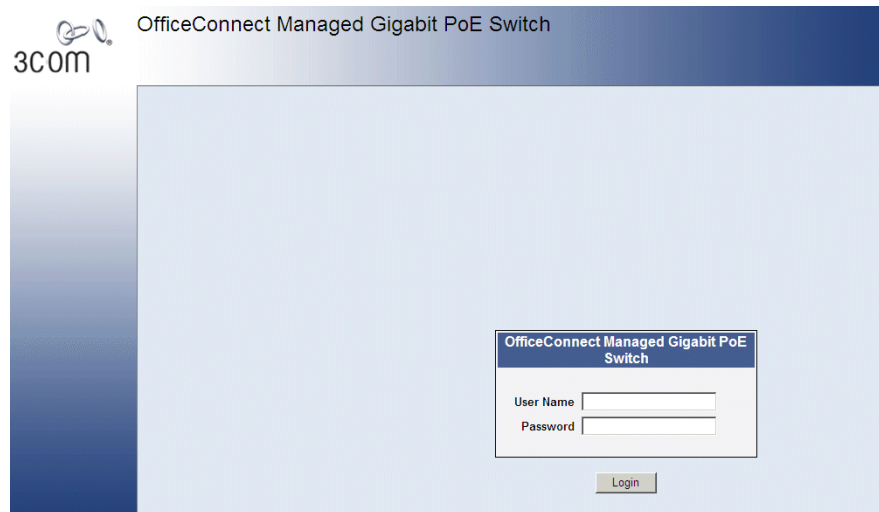 3COM
OfficeConnect Managed Gigabit PoE Switch
OfficeConnect Managed Gigabit PoE
Switch
User Name
Password
Login